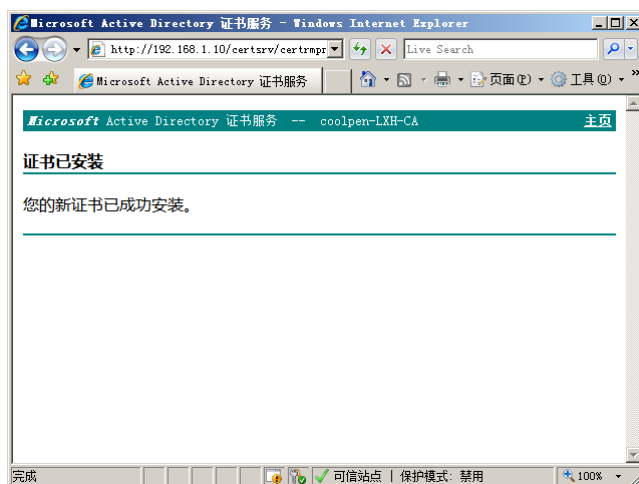 Microsoft Active Directory 证书服务 - Windows Internet Explorer
http://192.168.1.10/certsrv/certrmpr
Live Search
Microsoft Active Directory 证书服务
页面(P)
工具(O)
»
Microsoft Active Directory 证书服务 -- coolpen-LXH-CA
主页
证书已安装
您的新证书已成功安装。
完成
可信站点 | 保护模式: 禁用
100%